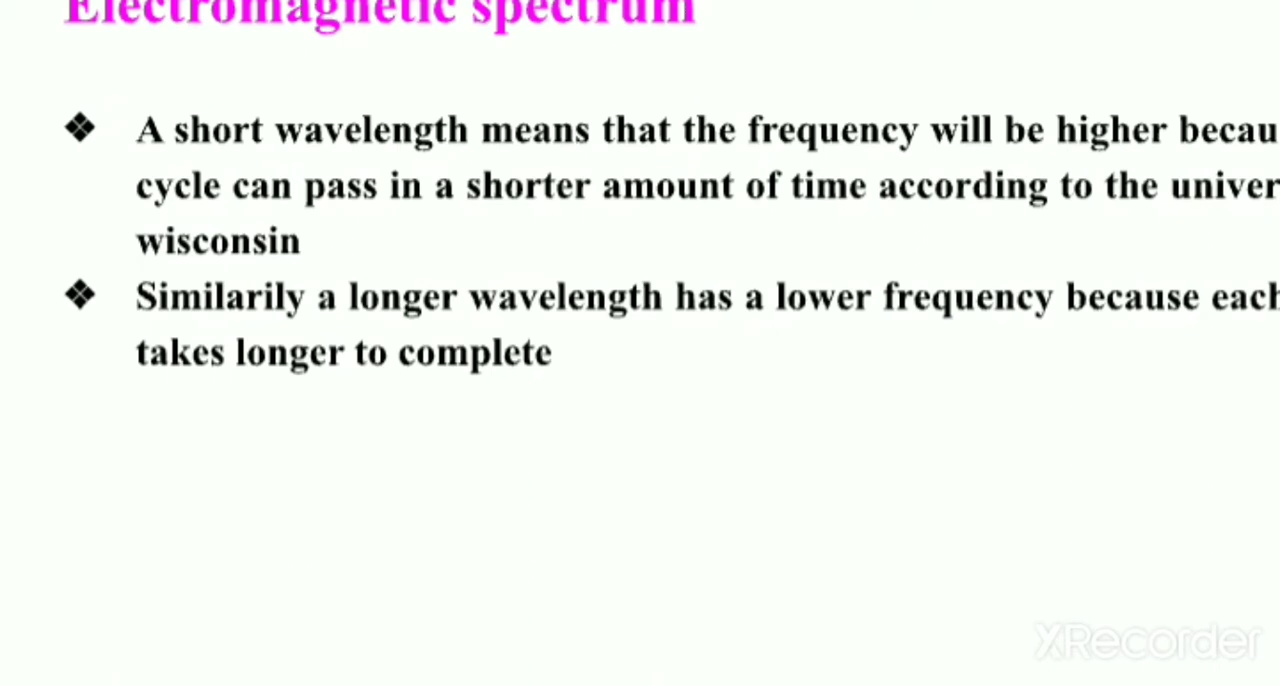 Electromagnetic spectrum
❖ A short wavelength means that the frequency will be higher becau
cycle can pass in a shorter amount of time according to the univer
wisconsin
❖ Similarily a longer wavelength has a lower frequency because each
takes longer to complete
XRecorder